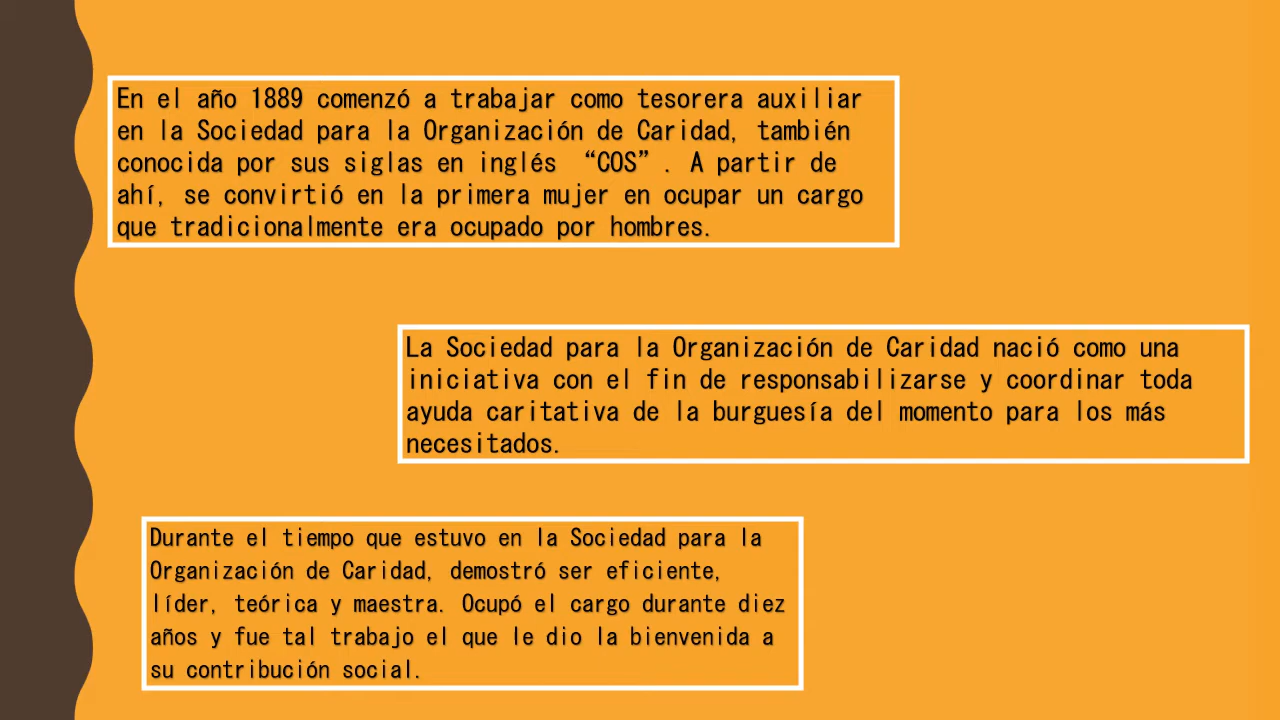 En el año 1889 comenzó a trabajar como tesorera auxiliar
en la Sociedad para la Organización de Caridad, también
conocida por sus siglas en inglés “COS”. A partir de
ahí, se convirtió en la primera mujer en ocupar un cargo
que tradicionalmente era ocupado por hombres.
La Sociedad para la Organización de Caridad nació como una
iniciativa con el fin de responsabilizarse y coordinar toda
ayuda caritativa de la burguesía del momento para los más
necesitados.
Durante el tiempo que estuvo en la Sociedad para la
Organización de Caridad, demostró ser eficiente,
líder, teórica y maestra. Ocupó el cargo durante diez
años y fue tal trabajo el que le dio la bienvenida a
su contribución social.